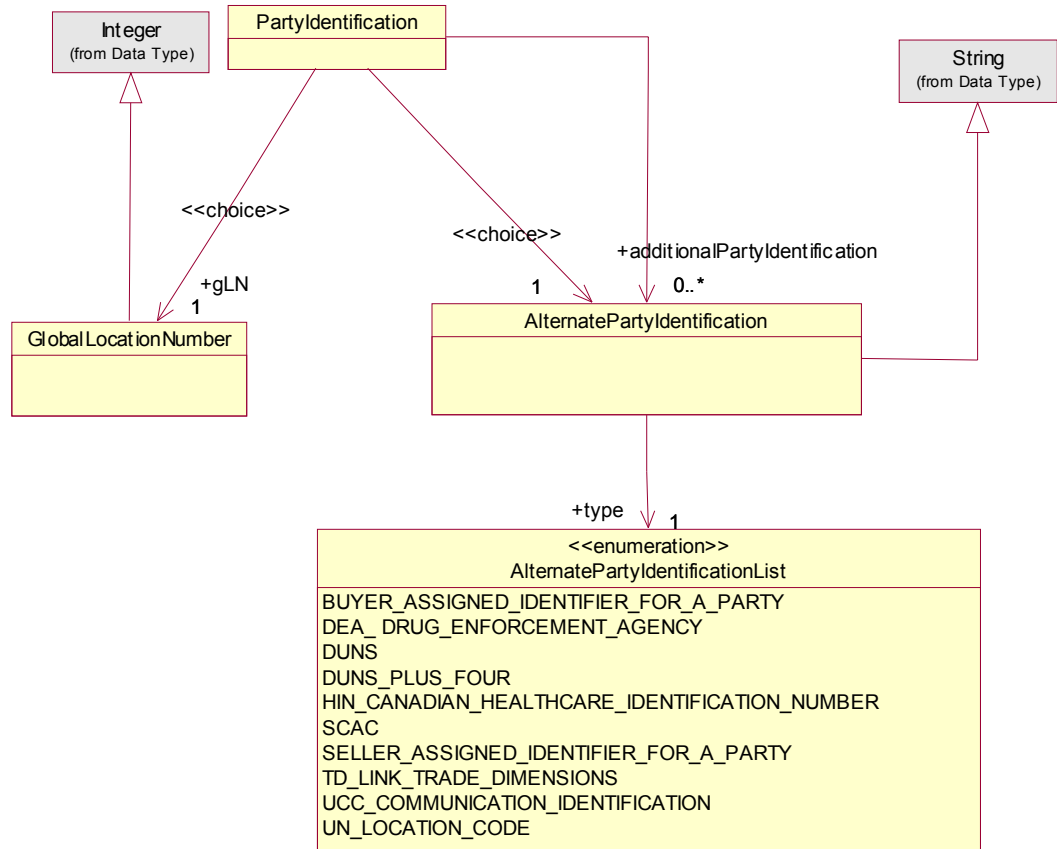 Integer
(from Data Type)
PartyIdentification
String
(from Data Type)
<<choice>>
<<choice>>
+additionalPartyIdentification
+gLN
1
1
0..*
GlobalLocationNumber
AlternatePartyIdentification
+type
1
<<enumeration>>
AlternatePartyIdentificationList
BUYER_ASSIGNED_IDENTIFIER_FOR_A_PARTY
DEA_ DRUG_ENFORCEMENT_AGENCY
DUNS
DUNS_PLUS_FOUR
HIN_CANADIAN_HEALTHCARE_IDENTIFICATION_NUMBER
SCAC
SELLER_ASSIGNED_IDENTIFIER_FOR_A_PARTY
TD_LINK_TRADE_DIMENSIONS
UCC_COMMUNICATION_IDENTIFICATION
UN_LOCATION_CODE